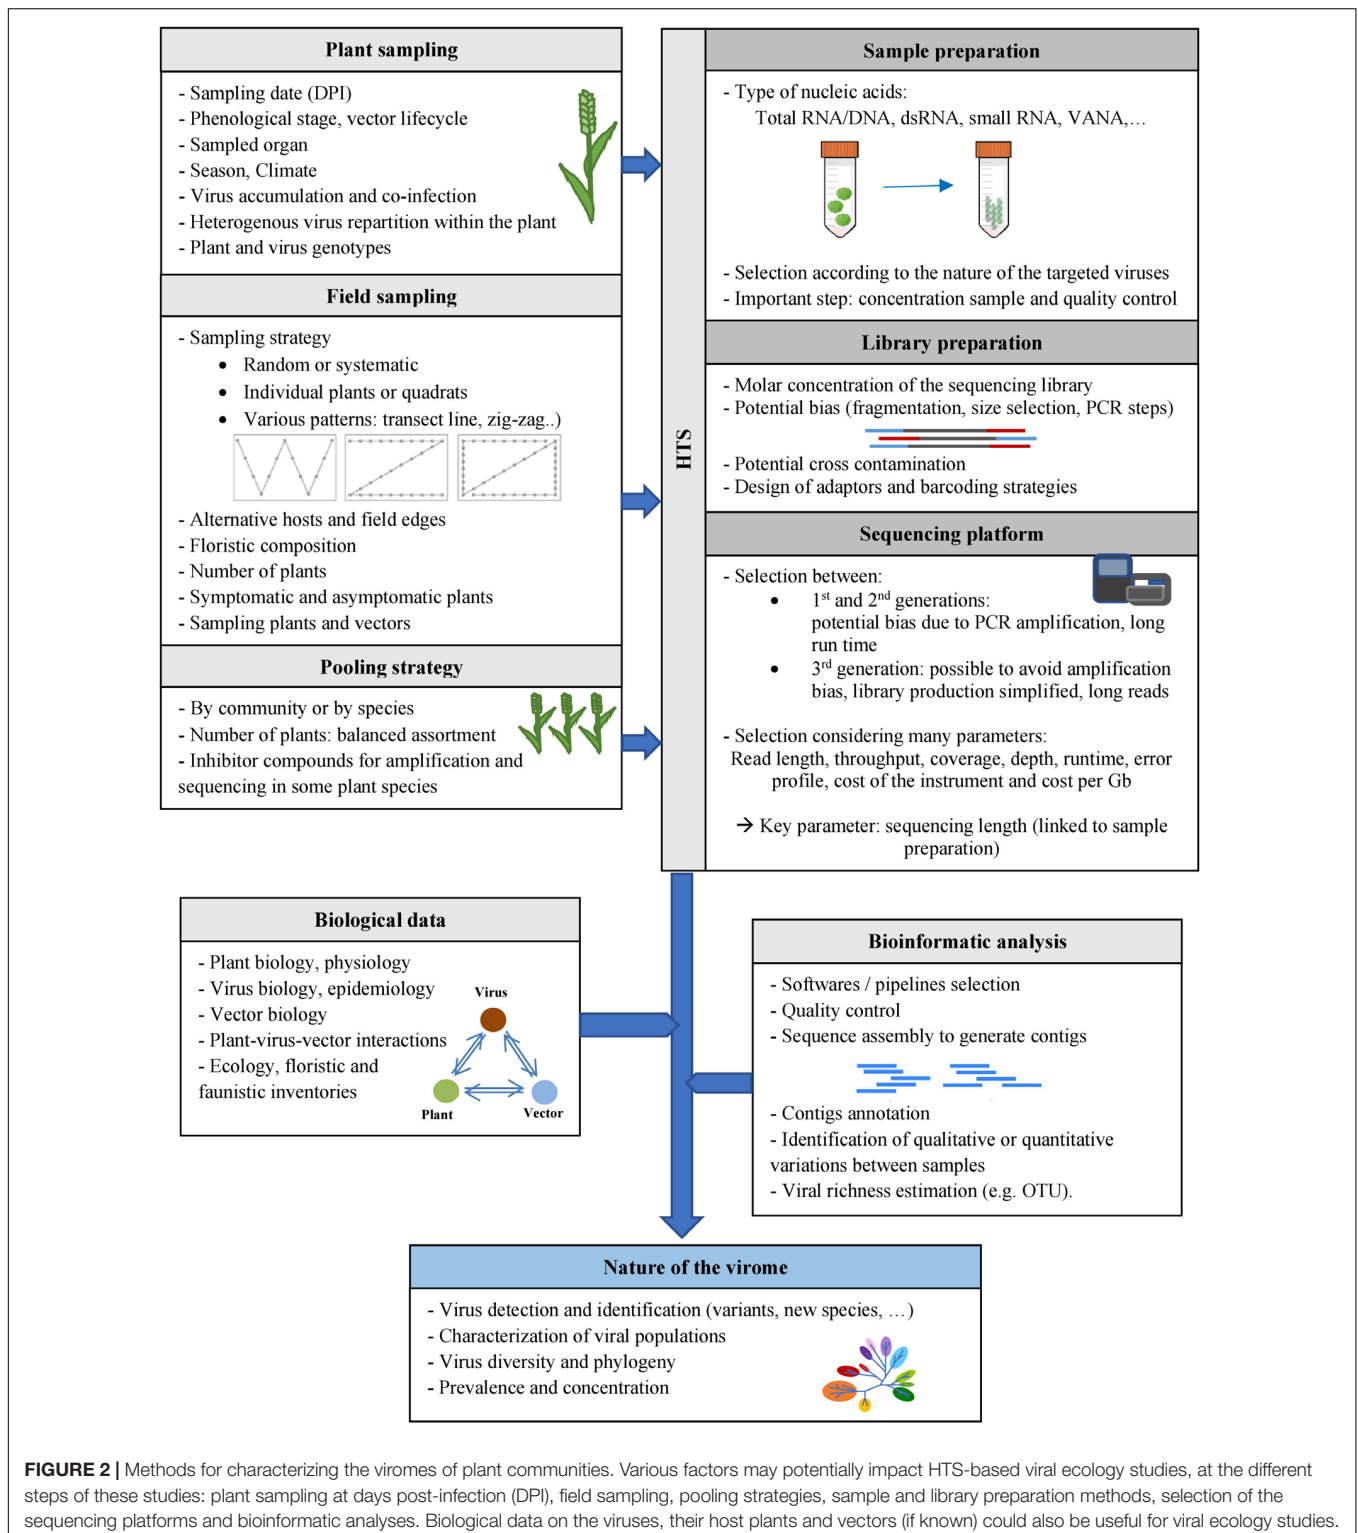 Plant sampling
- Sampling date (DPI)
- Phenological stage, vector lifecycle
- Sampled organ
- Season, Climate
- Virus accumulation and co-infection
- Heterogenous virus repartition within the plant
- Plant and virus genotypes
Field sampling
- Sampling strategy
• Random or systematic
• Individual plants or quadrats
• Various patterns: transect line, zig-zag..)
- Alternative hosts and field edges
- Floristic composition
- Number of plants
- Symptomatic and asymptomatic plants
- Sampling plants and vectors
Pooling strategy
- By community or by species
- Number of plants: balanced assortment
- Inhibitor compounds for amplification and
sequencing in some plant species
HTS
Sample preparation
- Type of nucleic acids:
Total RNA/DNA, dsRNA, small RNA, VANA,…
- Selection according to the nature of the targeted viruses
- Important step: concentration sample and quality control
Library preparation
- Molar concentration of the sequencing library
- Potential bias (fragmentation, size selection, PCR steps)
- Potential cross contamination
- Design of adaptors and barcoding strategies
Sequencing platform
- Selection between:
• 1st and 2nd generations:
potential bias due to PCR amplification, long
run time
• 3rd generation: possible to avoid amplification
bias, library production simplified, long reads
- Selection considering many parameters:
Read length, throughput, coverage, depth, runtime, error
profile, cost of the instrument and cost per Gb
→ Key parameter: sequencing length (linked to sample
preparation)
Biological data
- Plant biology, physiology
- Virus biology, epidemiology
- Vector biology
- Plant-virus-vector interactions
- Ecology, floristic and
faunistic inventories
Virus
Plant
Vector
Bioinformatic analysis
- Softwares / pipelines selection
- Quality control
- Sequence assembly to generate contigs
- Contigs annotation
- Identification of qualitative or quantitative
variations between samples
- Viral richness estimation (e.g. OTU).
Nature of the virome
- Virus detection and identification (variants, new species, …)
- Characterization of viral populations
- Virus diversity and phylogeny
- Prevalence and concentration
FIGURE 2 | Methods for characterizing the viromes of plant communities. Various factors may potentially impact HTS-based viral ecology studies, at the different
steps of these studies: plant sampling at days post-infection (DPI), field sampling, pooling strategies, sample and library preparation methods, selection of the
sequencing platforms and bioinformatic analyses. Biological data on the viruses, their host plants and vectors (if known) could also be useful for viral ecology studies.